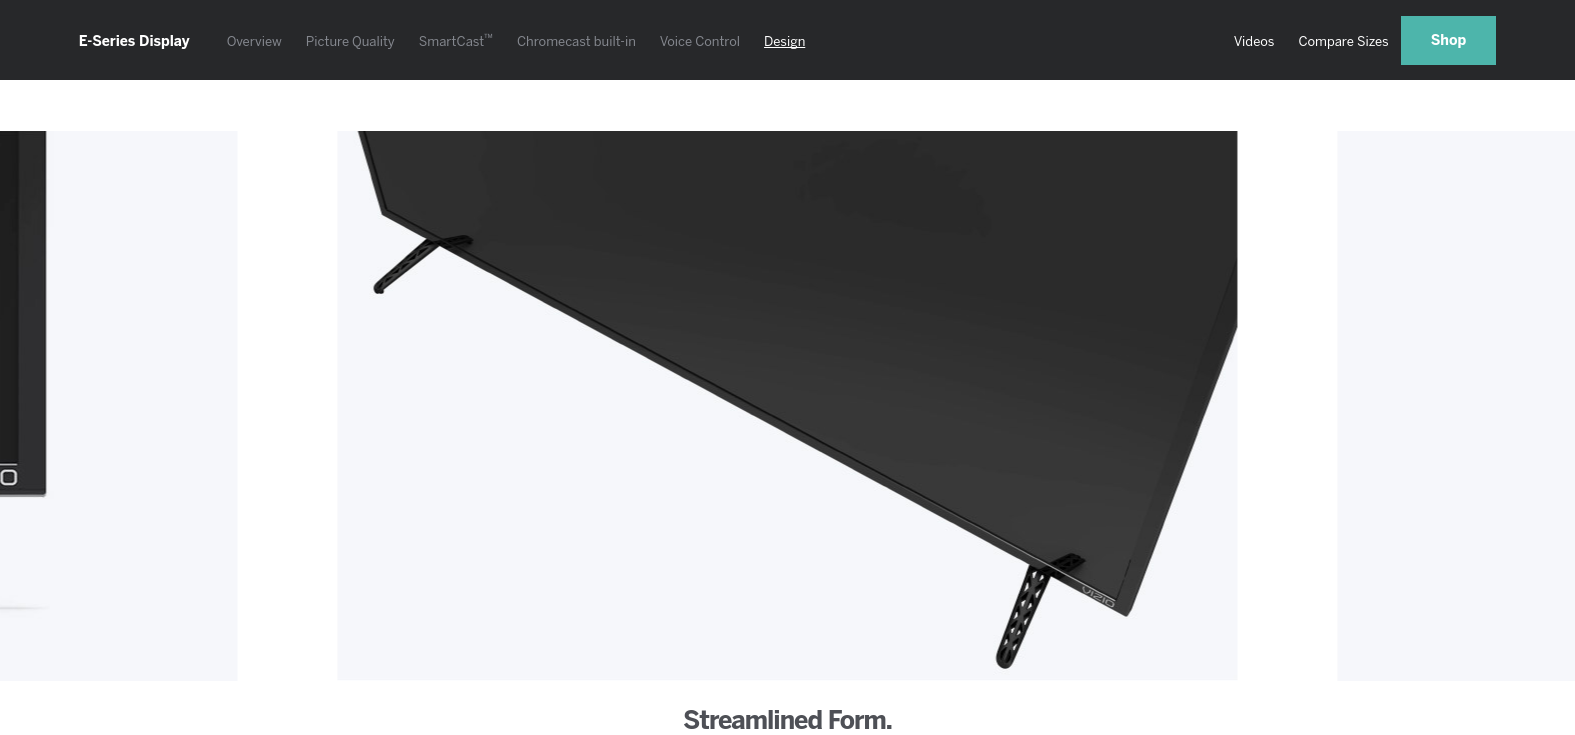 E-Series Display Overview Picture Quality SmartCast™ Chromecast built-in Voice Control Design Videos Compare Sizes Shop
VIZIO
Streamlined Form.